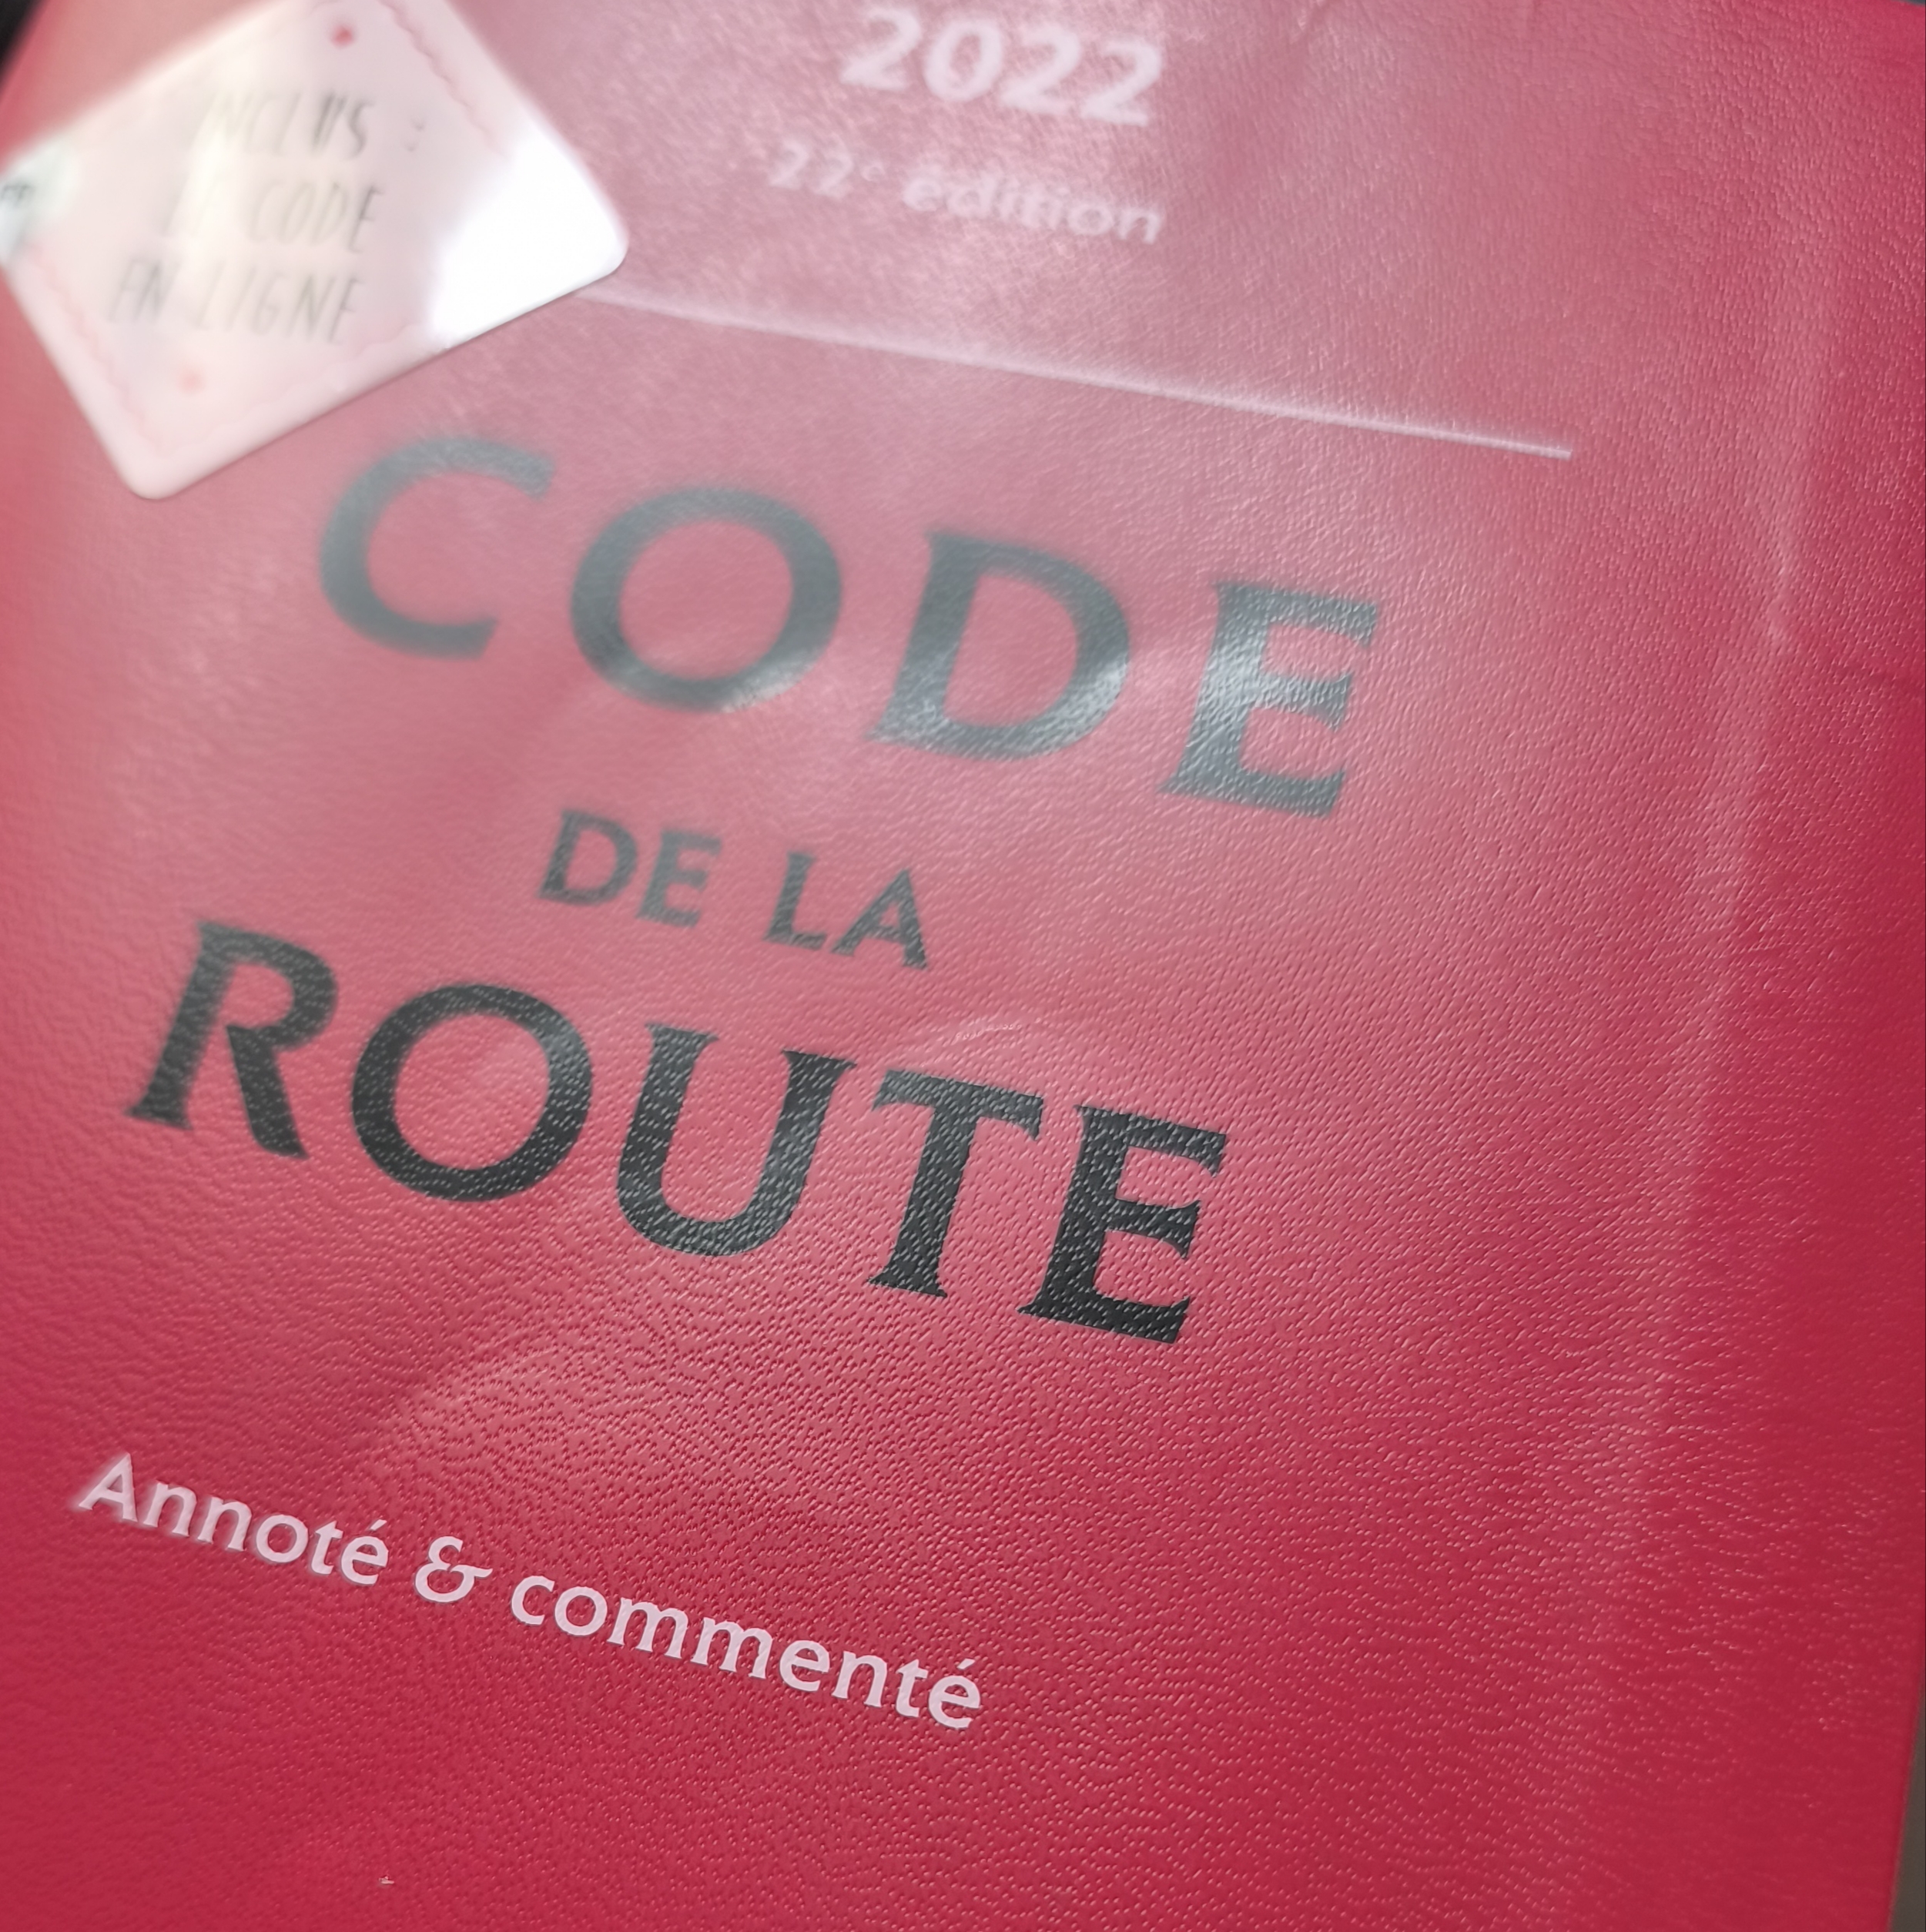 2022
22e édition
INCLUS :
LE CODE
EN LIGNE
CODE
DE LA
ROUTE
Annoté & commenté